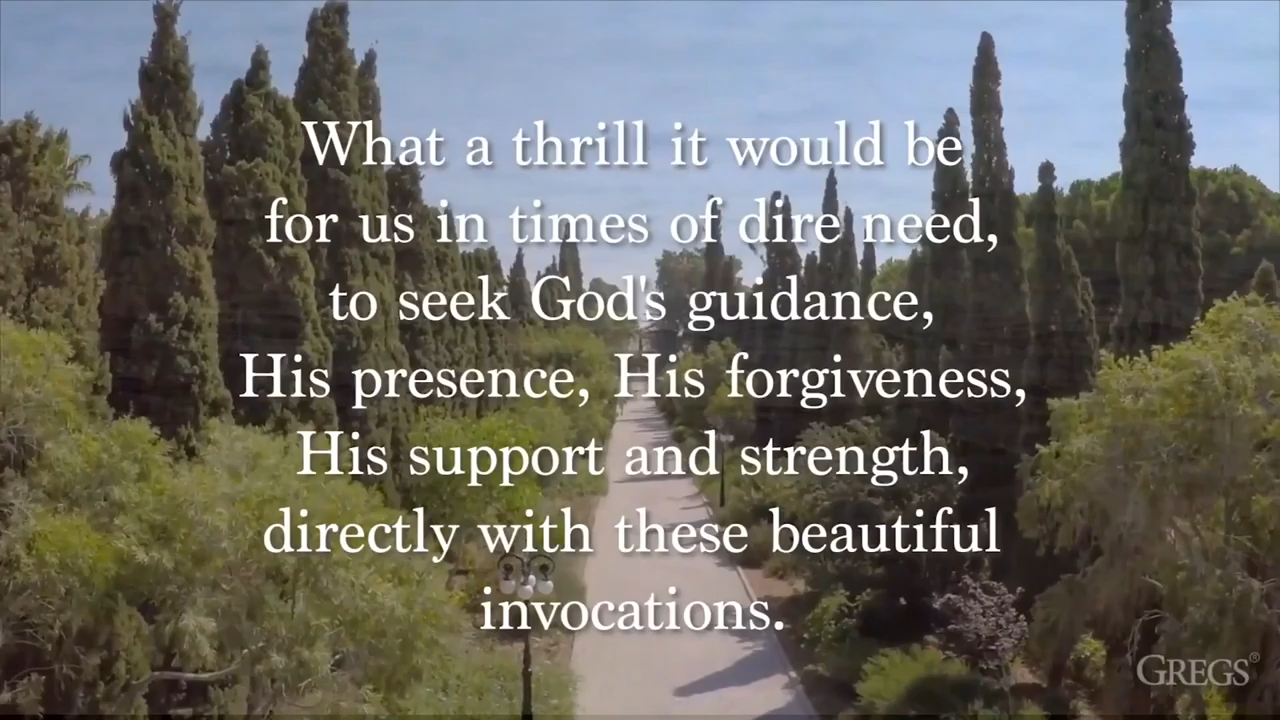 What a thrill it would be
for us in times of dire need,
to seek God's guidance,
His presence, His forgiveness,
His support and strength,
directly with these beautiful
invocations.
GREGS®